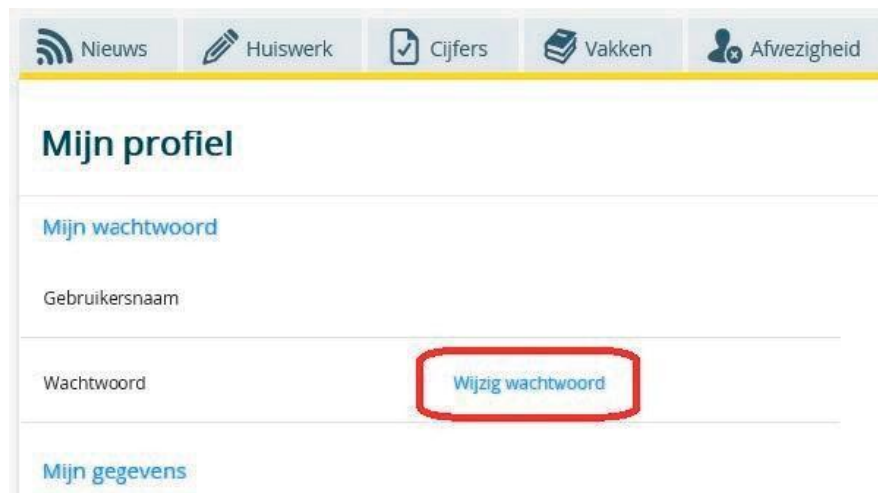 Nieuws Huiswerk Cijfers Vakken Afwezigheid
Mijn profiel
Mijn wachtwoord
Gebruikersnaam
Wachtwoord Wijzig wachtwoord
Mijn gegevens